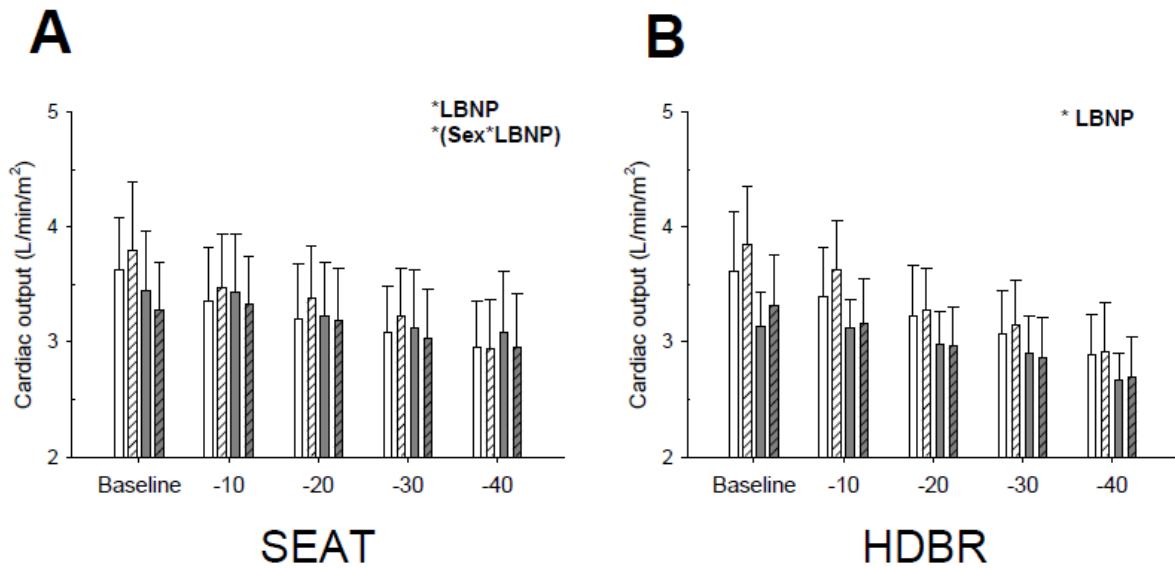 A
*LBNP
*(Sex*LBNP)
Cardiac output (L/min/m²)
5
4
3
2
Baseline -10 -20 -30 -40
SEAT
B
* LBNP
Cardiac output (L/min/m²)
5
4
3
2
Baseline -10 -20 -30 -40
HDBR